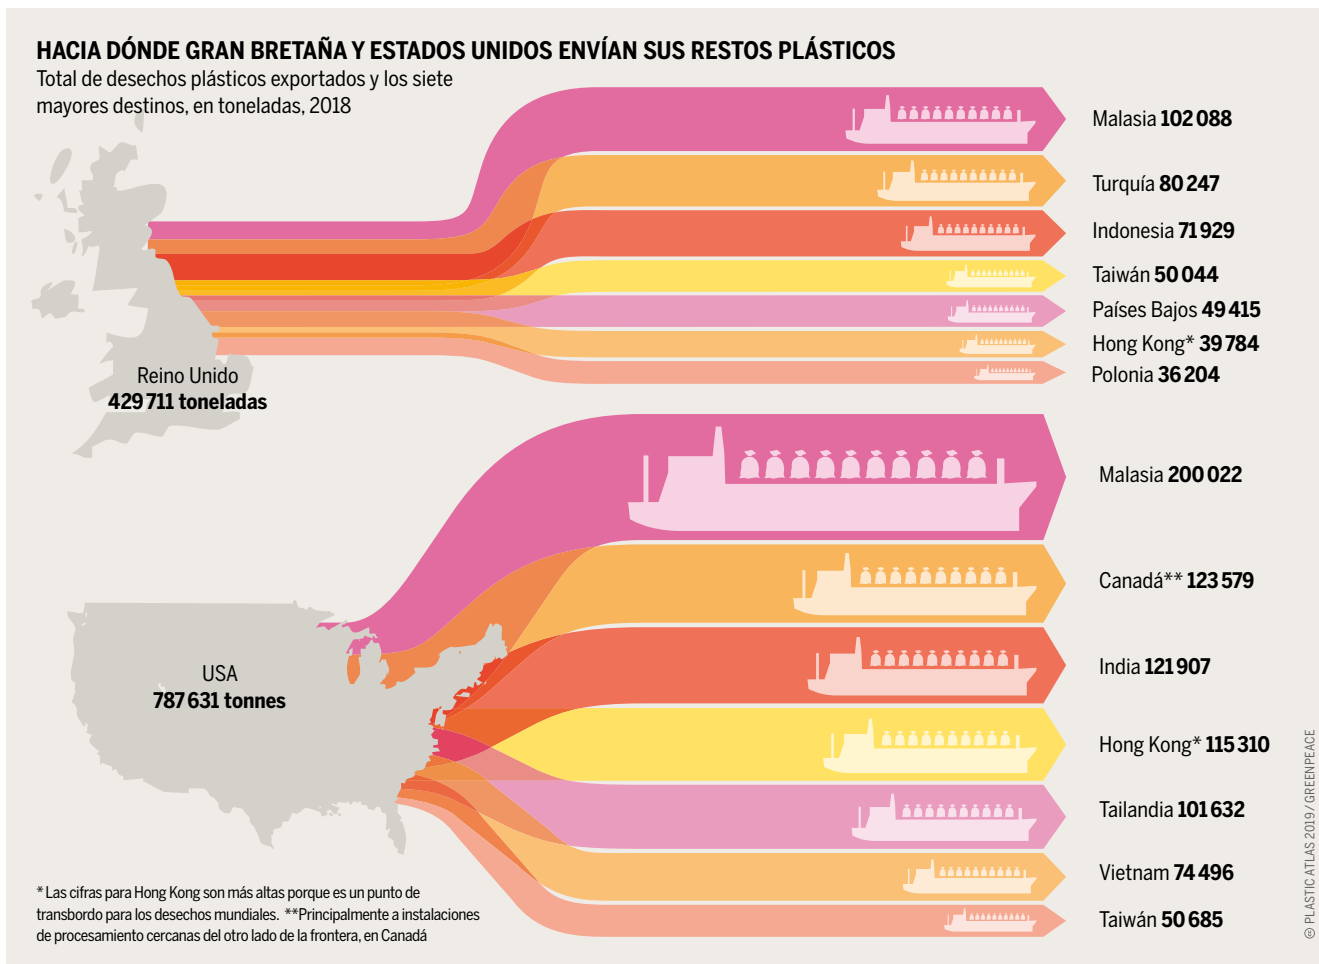 HACIA DÓNDE GRAN BRETAÑA Y ESTADOS UNIDOS ENVÍAN SUS RESTOS PLÁSTICOS
Total de desechos plásticos exportados y los siete
mayores destinos, en toneladas, 2018
Malasia 102 088
Turquía 80 247
Indonesia 71 929
Taiwán 50 044
Países Bajos 49 415
Hong Kong* 39 784
Polonia 36 204
Reino Unido
429 711 toneladas
Malasia 200 022
Canadá** 123 579
India 121 907
Hong Kong* 115 310
Tailandia 101 632
Vietnam 74 496
Taiwán 50 685
USA
787 631 tonnes
* Las cifras para Hong Kong son más altas porque es un punto de
transbordo para los desechos mundiales. **Principalmente a instalaciones
de procesamiento cercanas del otro lado de la frontera, en Canadá
PLASTIC ATLAS 2019 / GREENPEACE